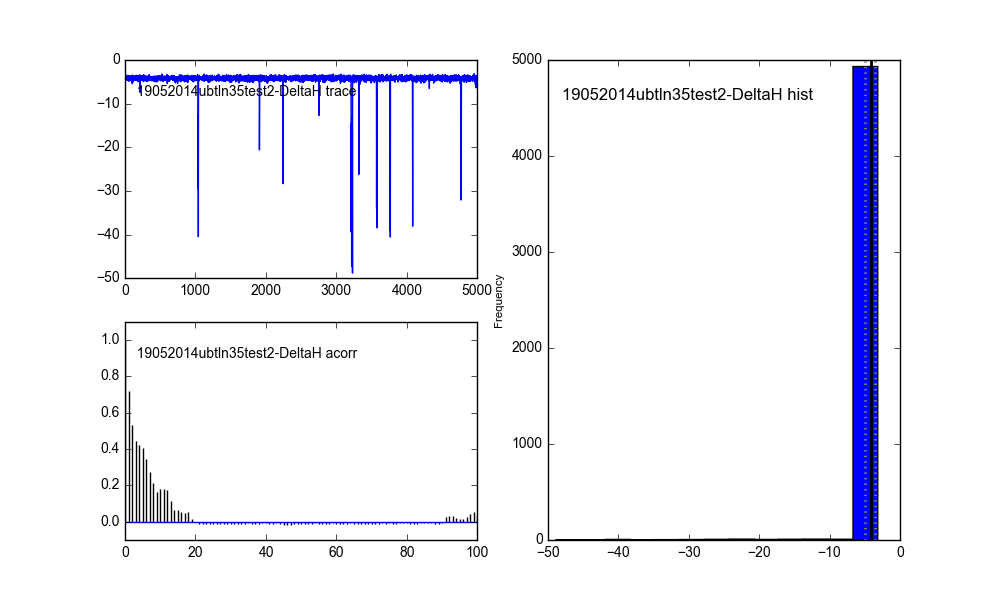 0
−10
−20
−30
−40
−50
19052014ubtln35test2-DeltaH trace
0 1000 2000 3000 4000 5000
1.0
0.8
0.6
0.4
0.2
0.0
19052014ubtln35test2-DeltaH acorr
0 20 40 60 80 100
Frequency
5000
4000
3000
2000
1000
0
19052014ubtln35test2-DeltaH hist
−50 −40 −30 −20 −10 0